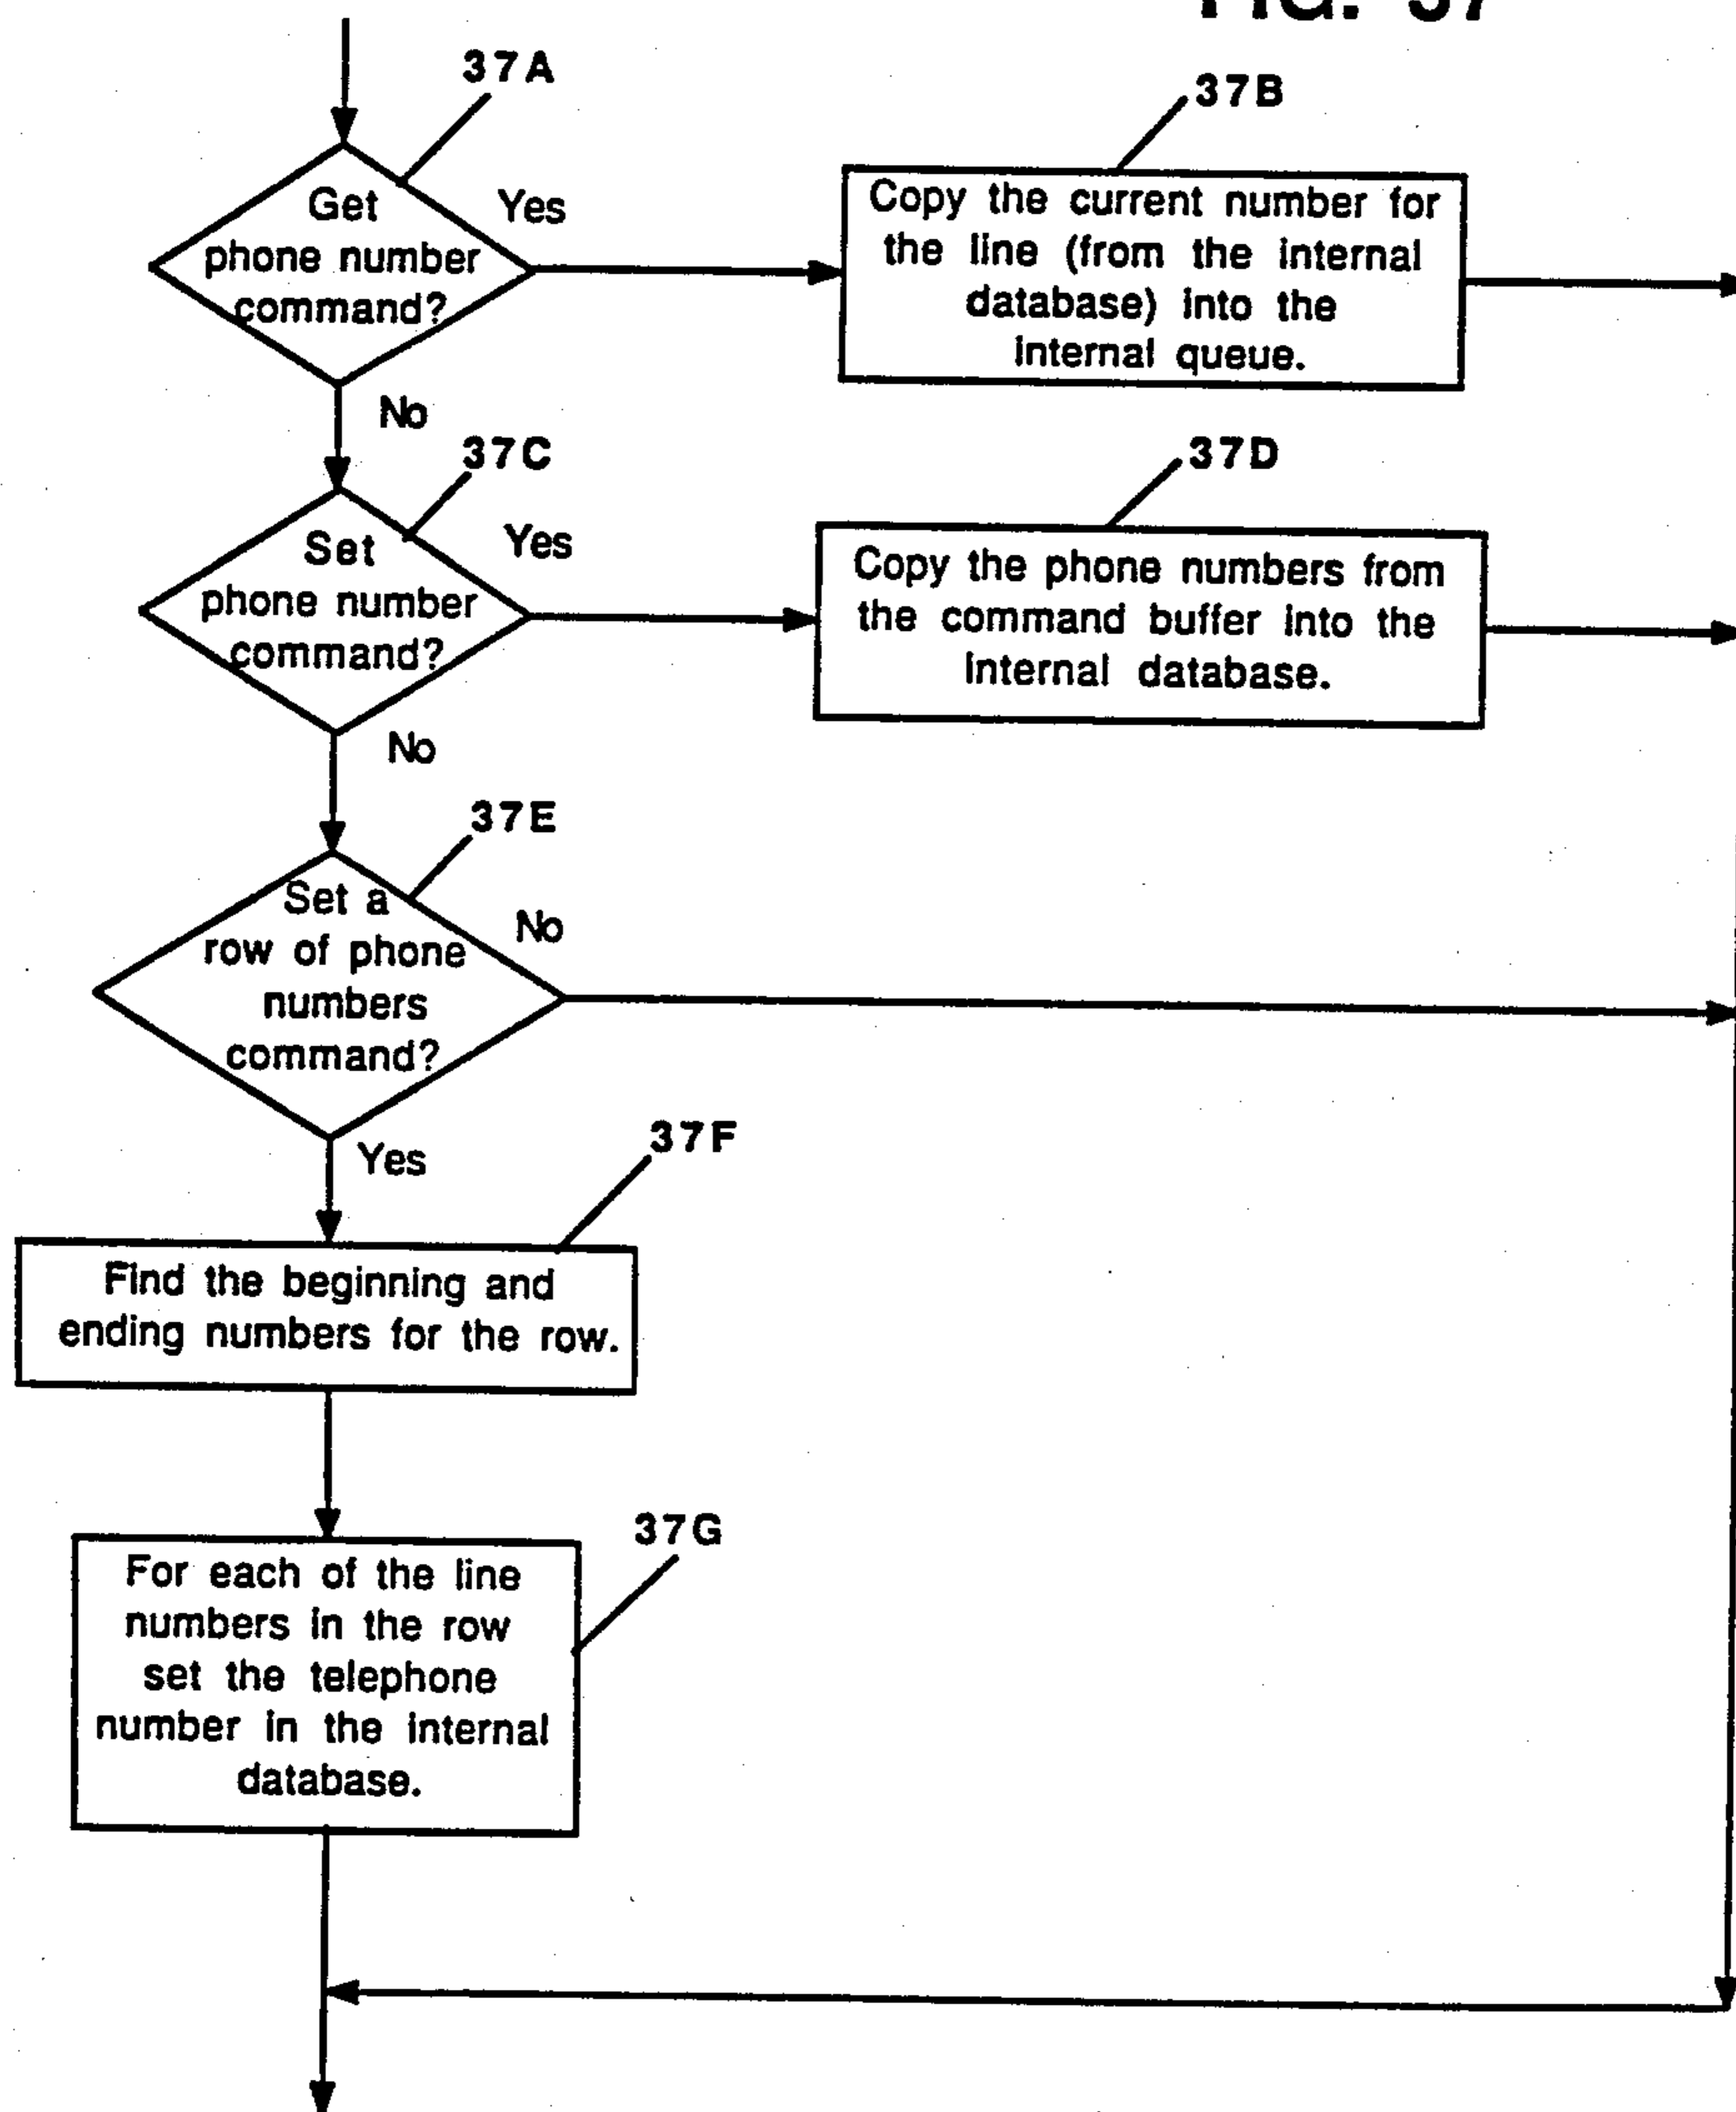 FIG. 37
37A
Get
phone number
command?
Yes
37B
Copy the current number for
the line (from the internal
database) into the
internal queue.
No
37C
Set
phone number
command?
Yes
37D
Copy the phone numbers from
the command buffer into the
internal database.
No
37E
Set a
row of phone
numbers
command?
No
Yes
37F
Find the beginning and
ending numbers for the row.
37G
For each of the line
numbers in the row
set the telephone
number in the internal
database.